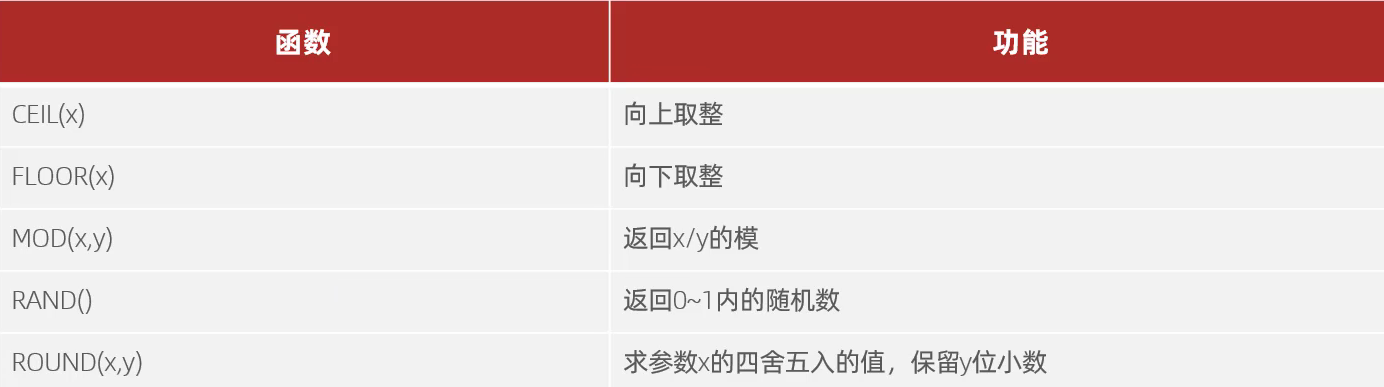 函数 功能
CEIL(x) 向上取整
FLOOR(x) 向下取整
MOD(x,y) 返回x/y的模
RAND() 返回0~1内的随机数
ROUND(x,y) 求参数x的四舍五入的值，保留y位小数